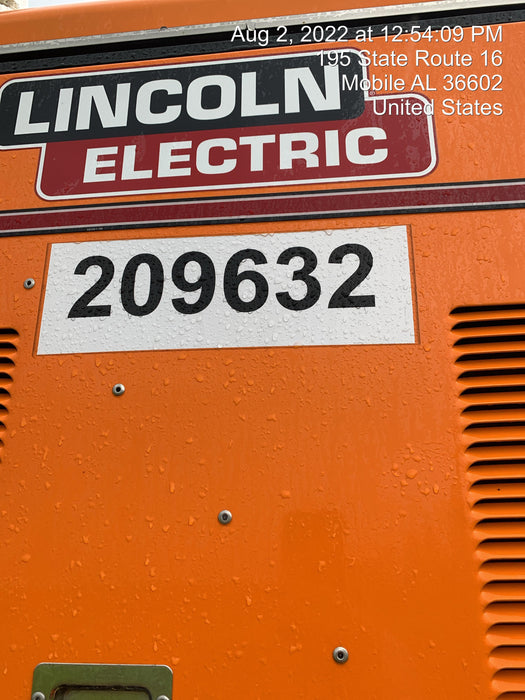 Aug 2, 2022 at 12:54:09 PM
195 State Route 16
Mobile AL 36602
United States
LINCOLN
ELECTRIC
209632